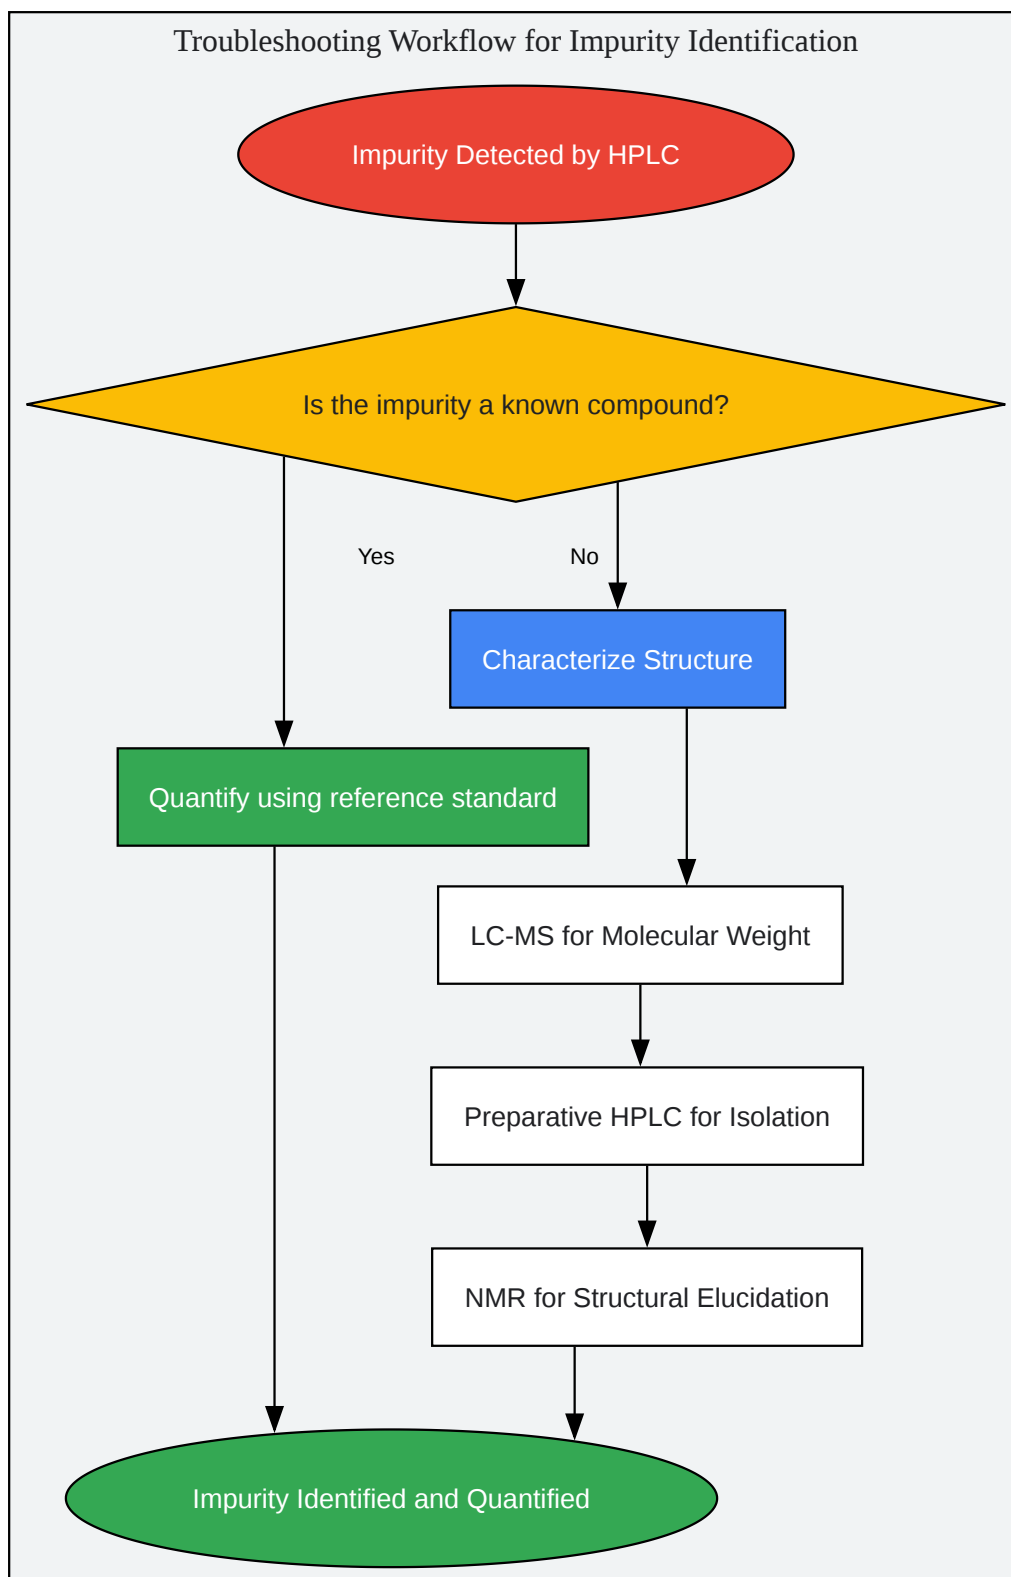 Troubleshooting Workflow for Impurity Identification
Impurity Detected by HPLC
Is the impurity a known compound?
Yes
No
Characterize Structure
Quantify using reference standard
LC-MS for Molecular Weight
Preparative HPLC for Isolation
NMR for Structural Elucidation
Impurity Identified and Quantified